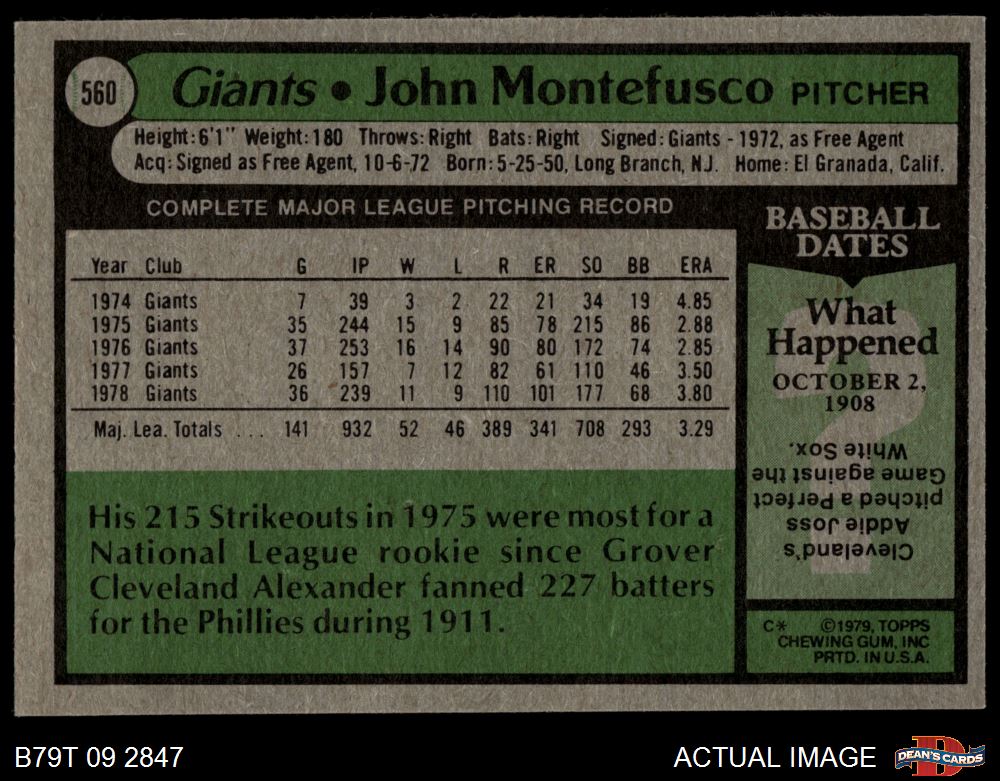 560
Giants • John Montefusco PITCHER
Height: 6'1" Weight: 180 Throws: Right Bats: Right Signed: Giants - 1972, as Free Agent
Acq: Signed as Free Agent, 10-6-72 Born: 5-25-50, Long Branch, N.J. Home: El Granada, Calif.
COMPLETE MAJOR LEAGUE PITCHING RECORD
Year Club G IP W L R ER SO BB ERA
1974 Giants 7 39 3 2 22 21 34 19 4.85
1975 Giants 35 244 15 9 85 78 215 86 2.88
1976 Giants 37 253 16 14 90 80 172 74 2.85
1977 Giants 26 157 7 12 82 61 110 46 3.50
1978 Giants 36 239 11 9 110 101 177 68 3.80
Maj. Lea. Totals ... 141 932 52 46 389 341 708 293 3.29
His 215 Strikeouts in 1975 were most for a
National League rookie since Grover
Cleveland Alexander fanned 227 batters
for the Phillies during 1911.
BASEBALL
DATES
What
Happened
OCTOBER 2,
1908
?
Cleveland's
Addie Joss
pitched a Perfect
Game against the
White Sox.
C* ©1979, TOPPS
CHEWING GUM, INC
PRTD. IN U.S.A.
B79T 09 2847
ACTUAL IMAGE
D
DEAN'S CARDS